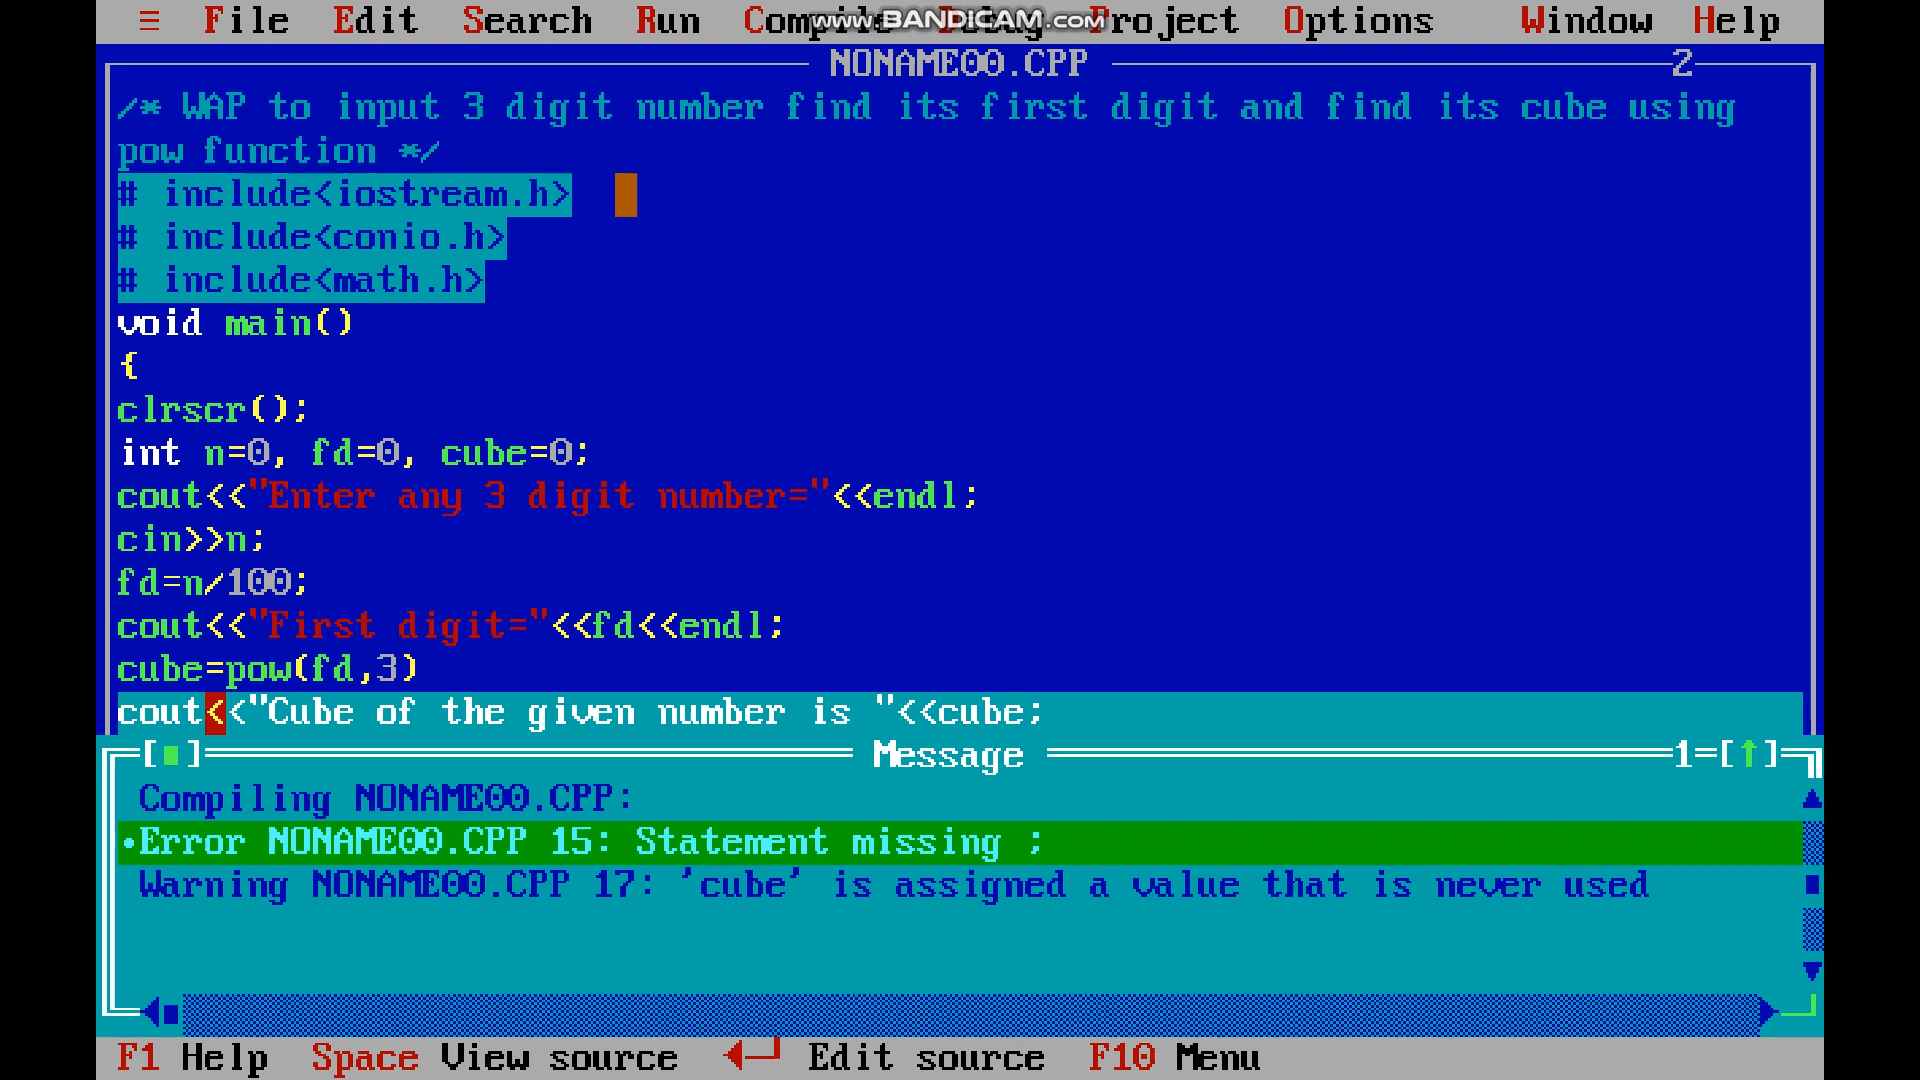 ≡ File Edit Search Run Compile Debug Project Options Window Help
www.BANDICAM.com
NONAME00.CPP 2
/* WAP to input 3 digit number find its first digit and find its cube using
pow function */
# include<iostream.h>
# include<conio.h>
# include<math.h>
void main()
{
clrscr();
int n=0, fd=0, cube=0;
cout<<"Enter any 3 digit number="<<endl;
cin>>n;
fd=n/100;
cout<<"First digit="<<fd<<endl;
cube=pow(fd,3)
cout<<"Cube of the given number is "<<cube;
[■] Message 1=[↑]
Compiling NONAME00.CPP:
•Error NONAME00.CPP 15: Statement missing ;
Warning NONAME00.CPP 17: 'cube' is assigned a value that is never used
F1 Help Space View source ◄─┘ Edit source F10 Menu